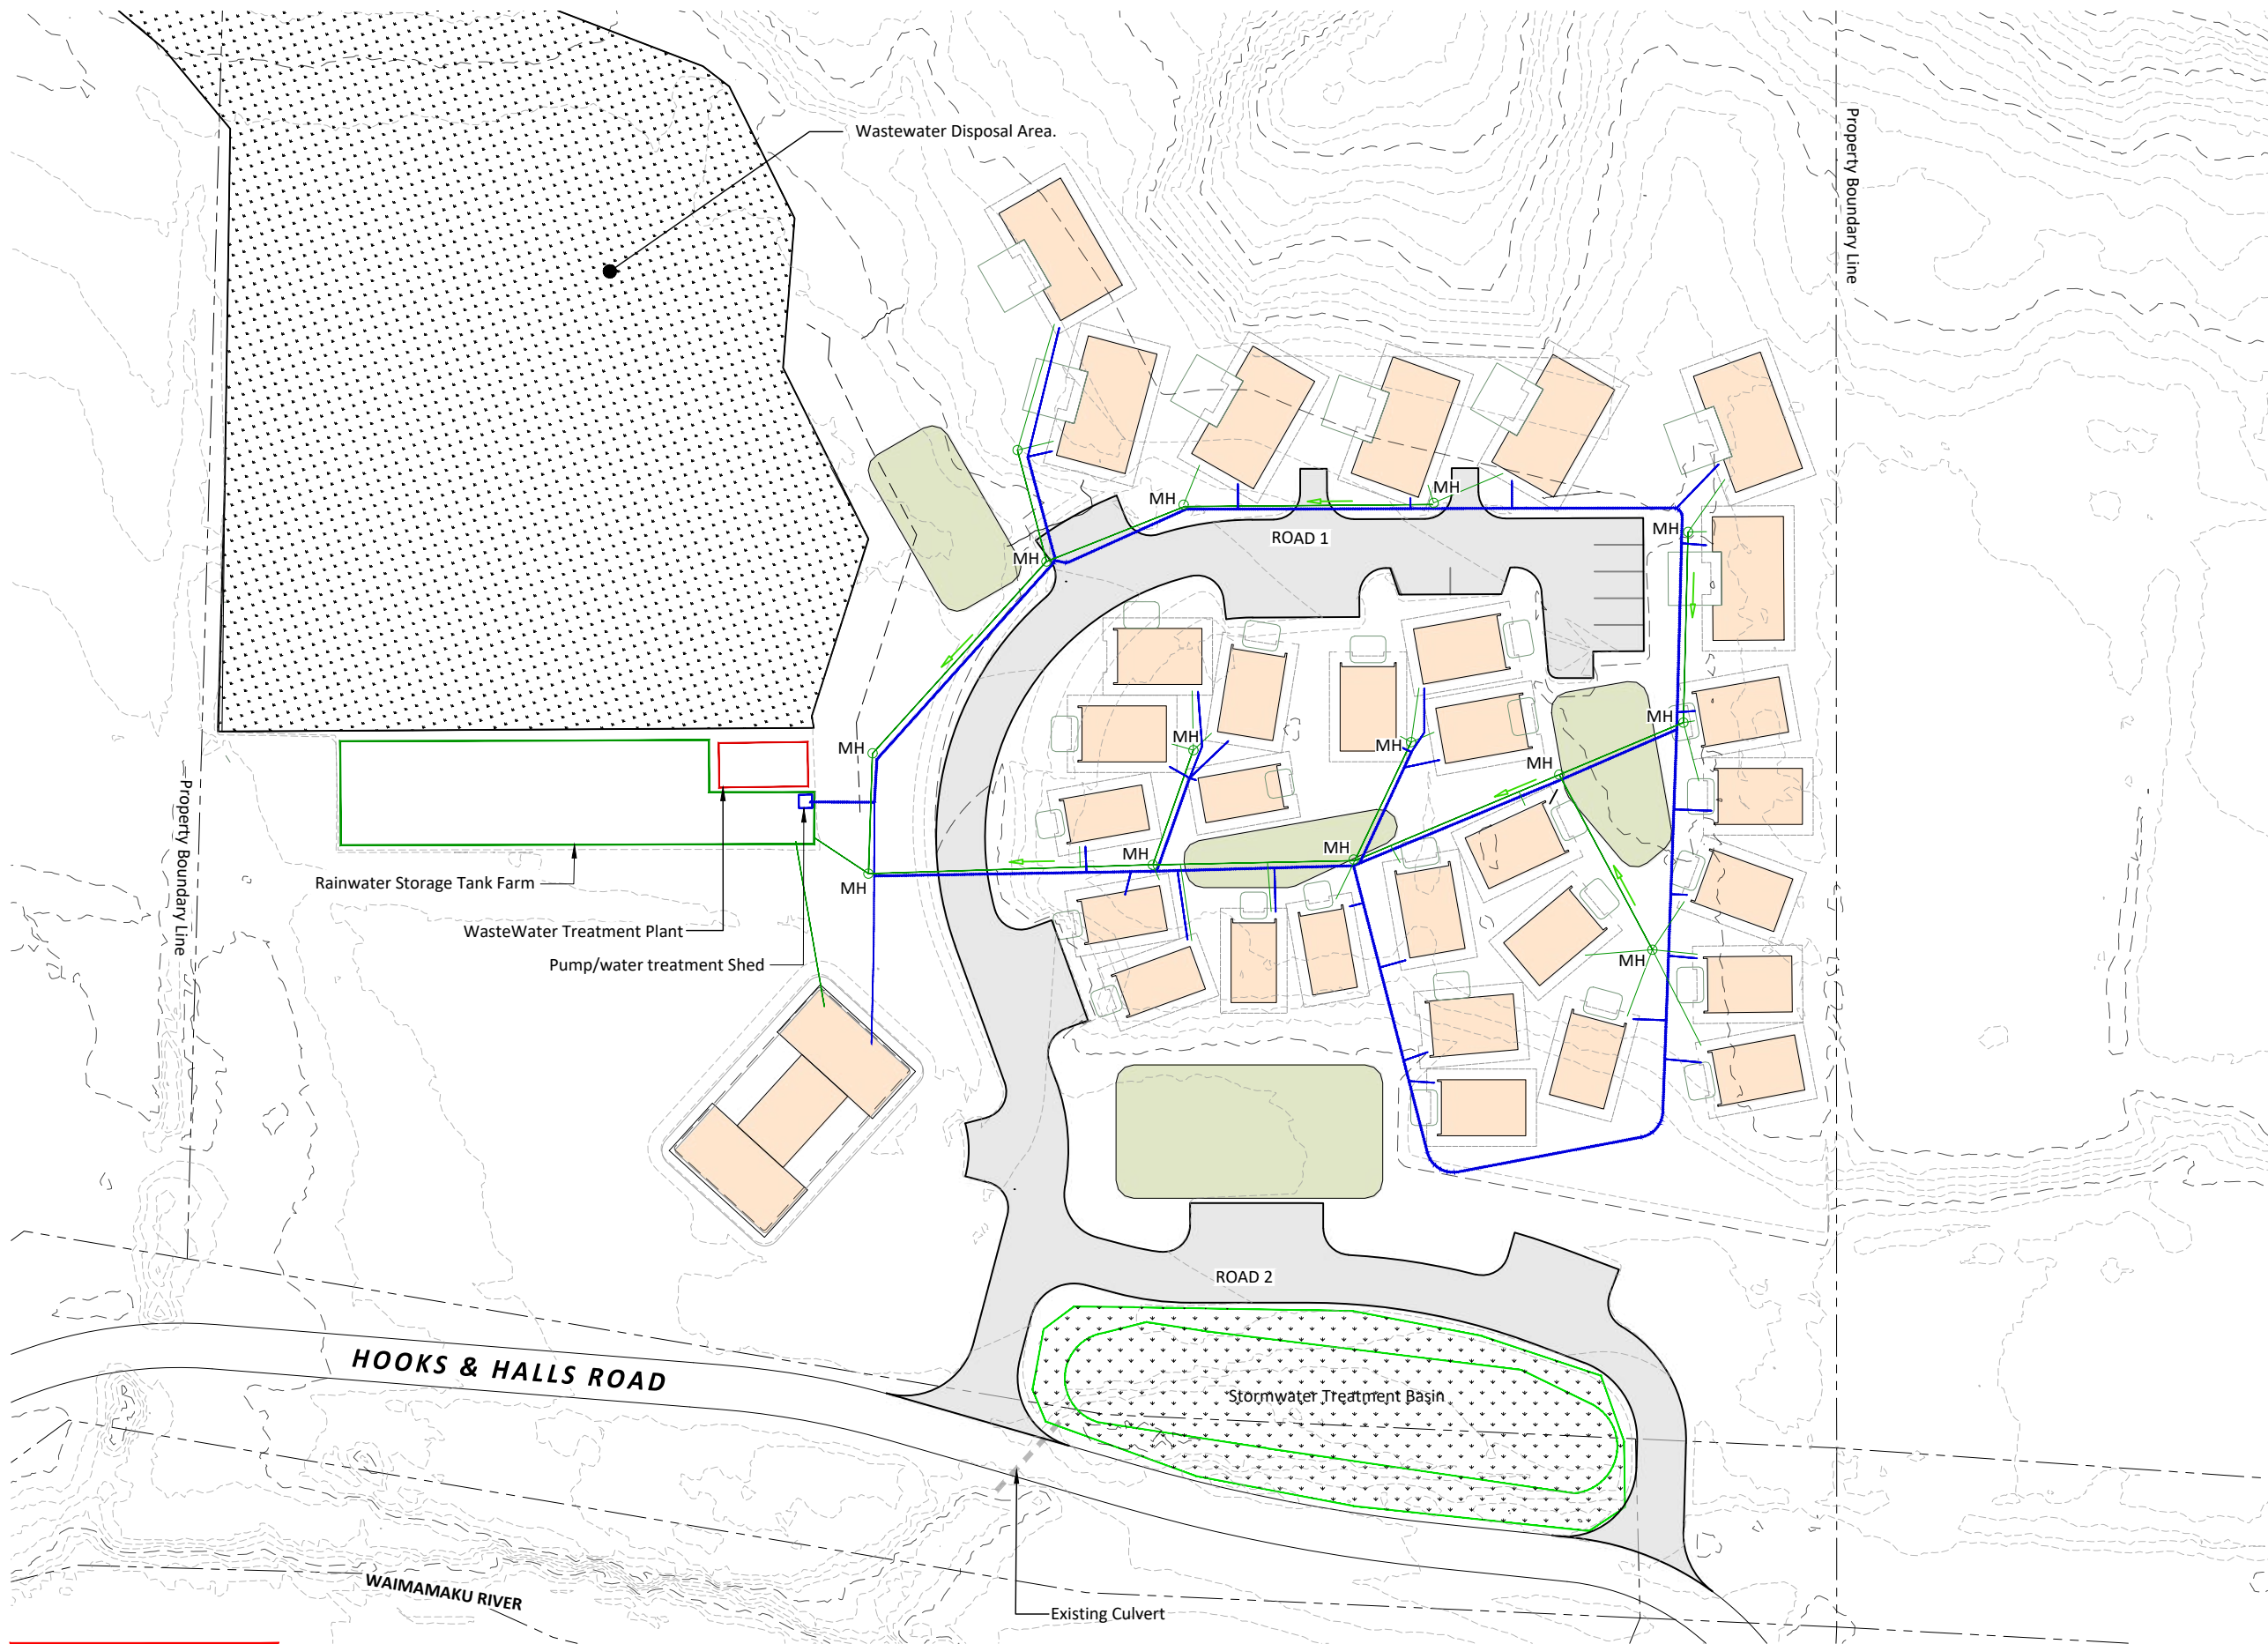 Wastewater Disposal Area.
Property Boundary Line
MH
MH
ROAD 1
MH
MH
MH
MH
MH
MH
MH
MH
MH
MH
Rainwater Storage Tank Farm
MH
WasteWater Treatment Plant
Pump/water treatment Shed
MH
Property Boundary Line
ROAD 2
HOOKS & HALLS ROAD
Stormwater Treatment Basin
WAIMAMAKU RIVER
Existing Culvert